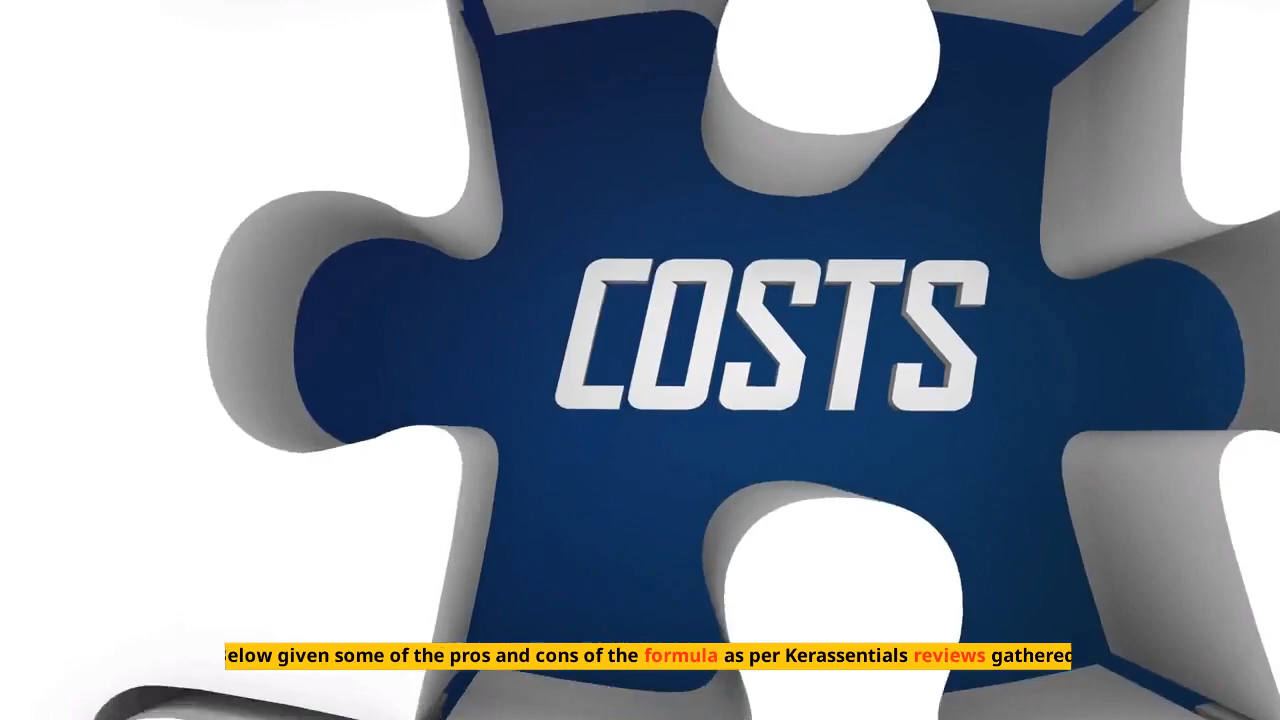 COSTS
elow given some of the pros and cons of the formula as per Kerassentials reviews gathered